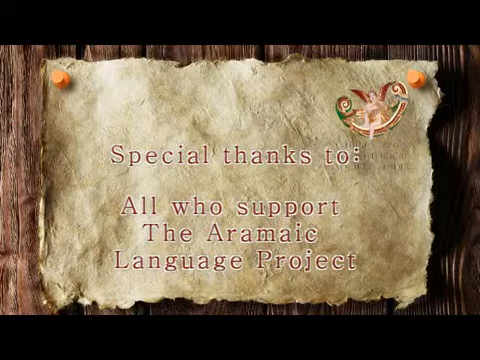 Special thanks to:
All who support
The Aramaic
Language Project